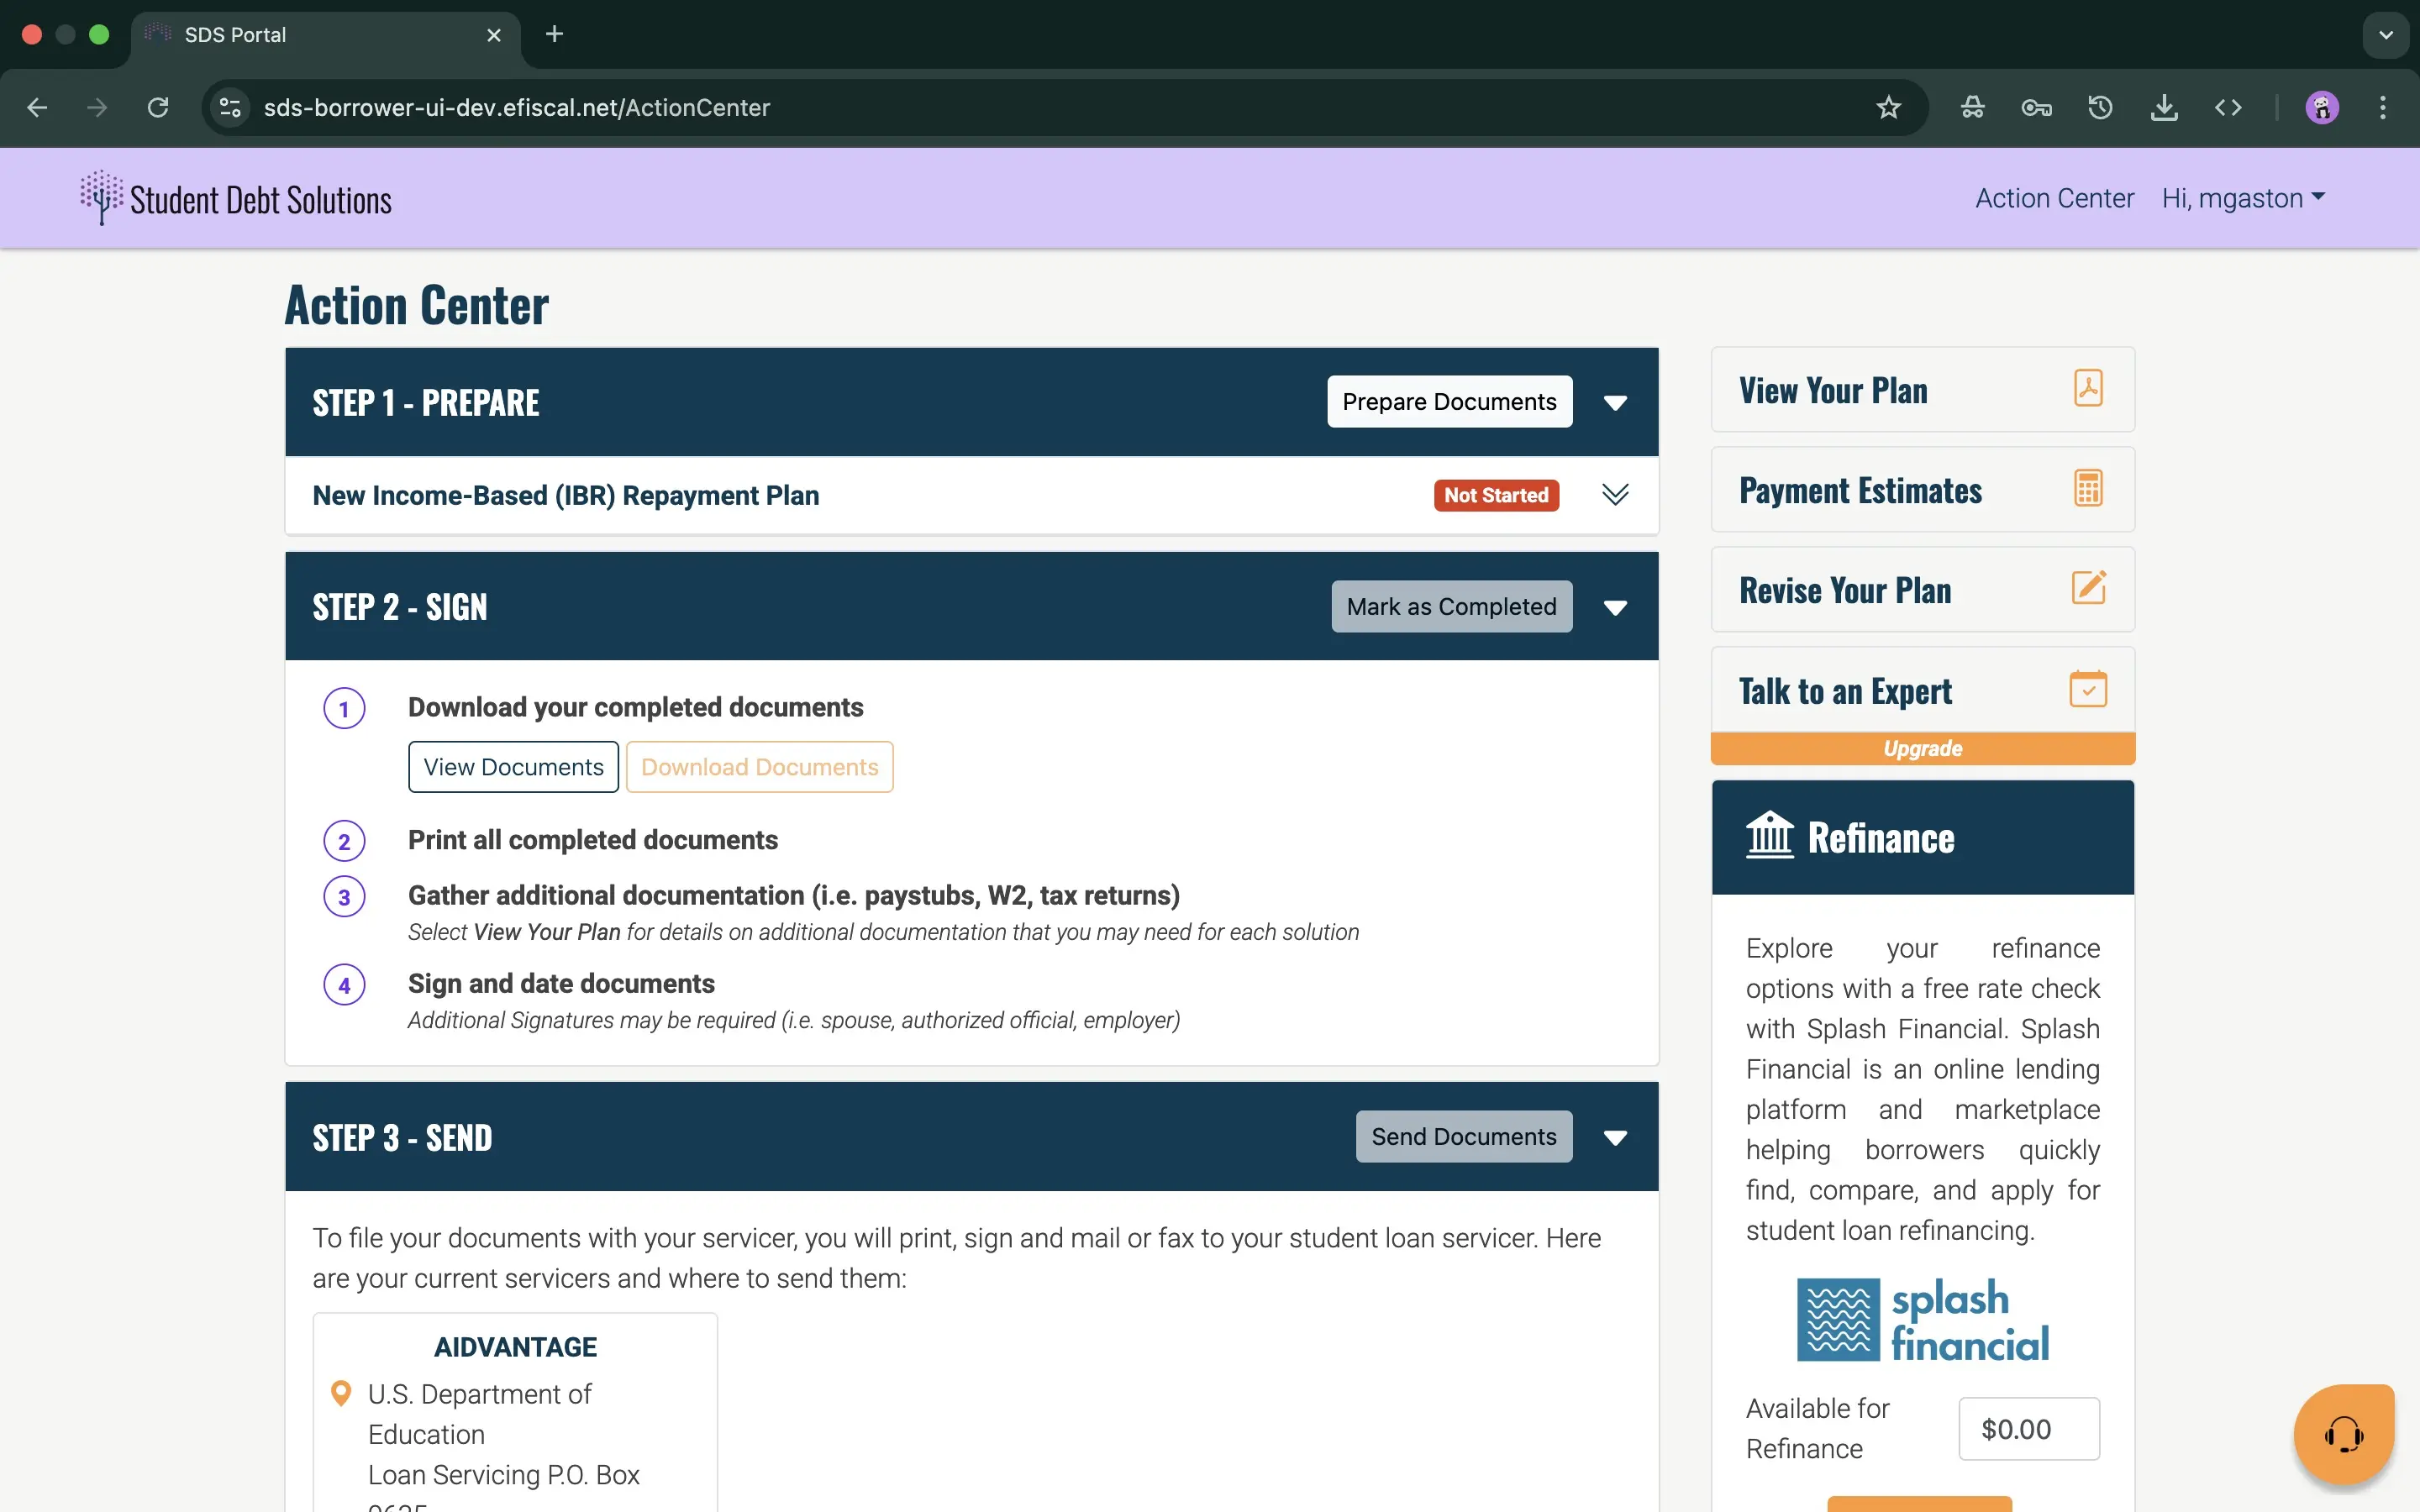 SDS Portal
sds-borrower-ui-dev.efiscal.net/ActionCenter
Student Debt Solutions
Action Center
Hi, mgaston
Action Center
STEP 1 - PREPARE
Prepare Documents
New Income-Based (IBR) Repayment Plan
Not Started
STEP 2 - SIGN
Mark as Completed
1
Download your completed documents
View Documents
Download Documents
2
Print all completed documents
3
Gather additional documentation (i.e. paystubs, W2, tax returns)
Select View Your Plan for details on additional documentation that you may need for each solution
4
Sign and date documents
Additional Signatures may be required (i.e. spouse, authorized official, employer)
STEP 3 - SEND
Send Documents
To file your documents with your servicer, you will print, sign and mail or fax to your student loan servicer. Here
are your current servicers and where to send them:
AIDVANTAGE
U.S. Department of
Education
Loan Servicing P.O. Box
View Your Plan
Payment Estimates
Revise Your Plan
Talk to an Expert
Upgrade
Refinance
Explore your refinance
options with a free rate check
with Splash Financial. Splash
Financial is an online lending
platform and marketplace
helping borrowers quickly
find, compare, and apply for
student loan refinancing.
splash
financial
Available for
Refinance
$0.00